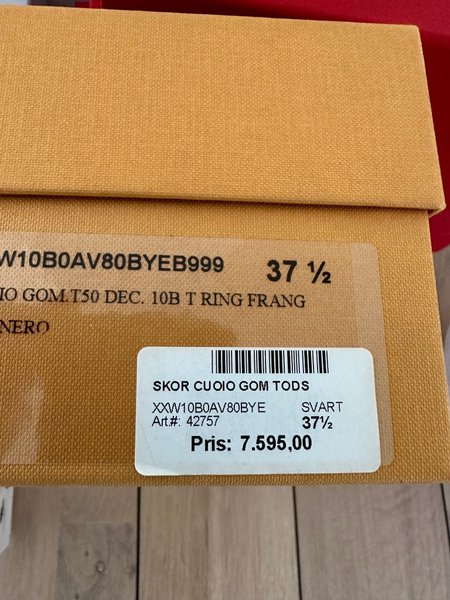 W10B0AV80BYEB999 37 ½
IO GOM.T50 DEC. 10B T RING FRANG
NERO
SKOR CUOIO GOM TODS
XXW10B0AV80BYE SVART
Art.#: 42757 37½
Pris: 7.595,00